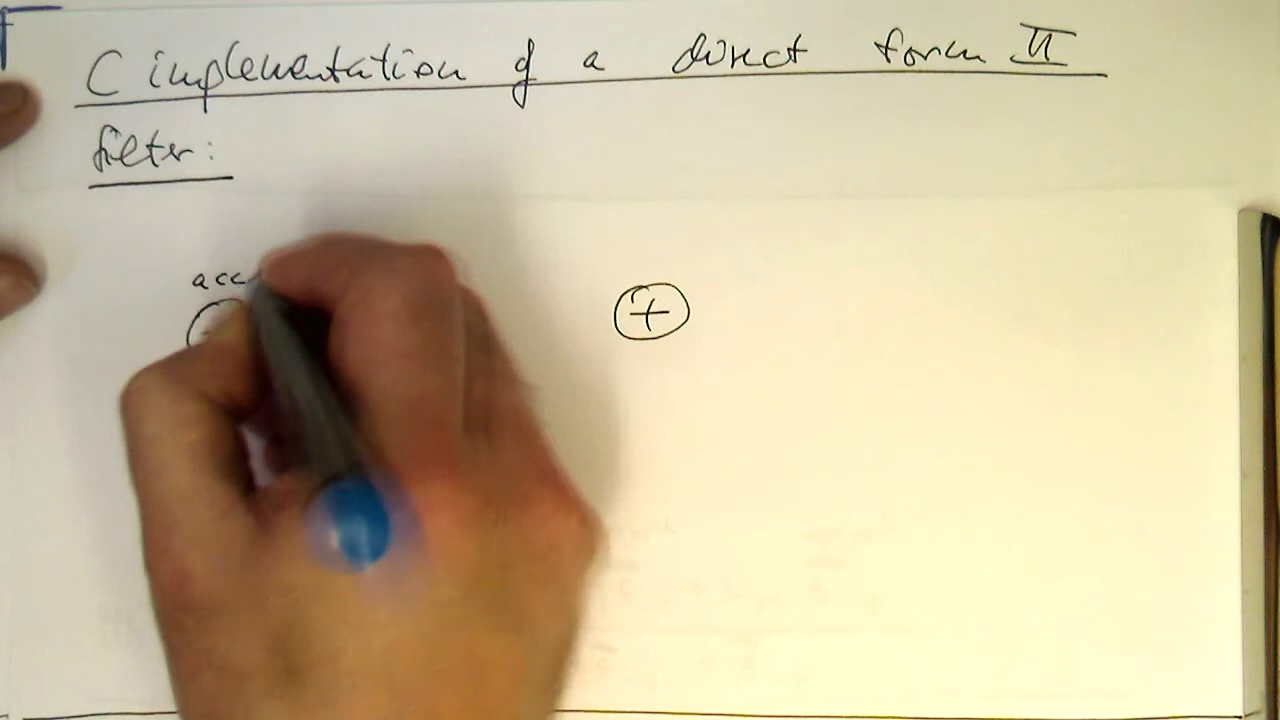 C implementation of a direct form II
filter:
acc
+